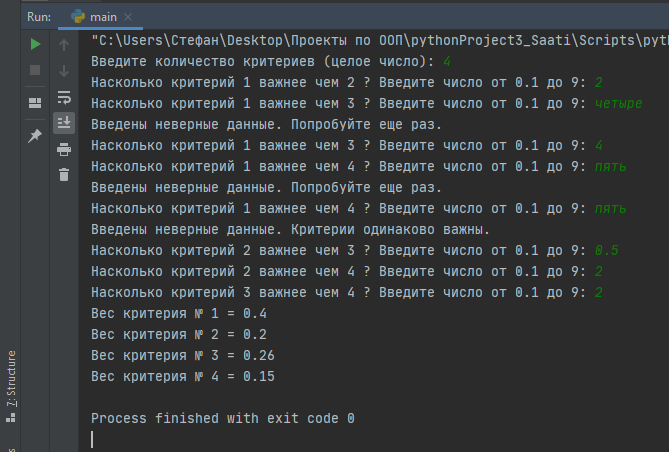 Run: main ×
"C:\Users\Стефан\Desktop\Проекты по ООП\pythonProject3_Saati\Scripts\pyt
Введите количество критериев (целое число): 4
Насколько критерий 1 важнее чем 2 ? Введите число от 0.1 до 9: 2
Насколько критерий 1 важнее чем 3 ? Введите число от 0.1 до 9: четыре
Введены неверные данные. Попробуйте еще раз.
Насколько критерий 1 важнее чем 3 ? Введите число от 0.1 до 9: 4
Насколько критерий 1 важнее чем 4 ? Введите число от 0.1 до 9: пять
Введены неверные данные. Попробуйте еще раз.
Насколько критерий 1 важнее чем 4 ? Введите число от 0.1 до 9: пять
Введены неверные данные. Критерии одинаково важны.
Насколько критерий 2 важнее чем 3 ? Введите число от 0.1 до 9: 0.5
Насколько критерий 2 важнее чем 4 ? Введите число от 0.1 до 9: 2
Насколько критерий 3 важнее чем 4 ? Введите число от 0.1 до 9: 2
Вес критерия № 1 = 0.4
Вес критерия № 2 = 0.2
Вес критерия № 3 = 0.26
Вес критерия № 4 = 0.15
Process finished with exit code 0
7: Structure